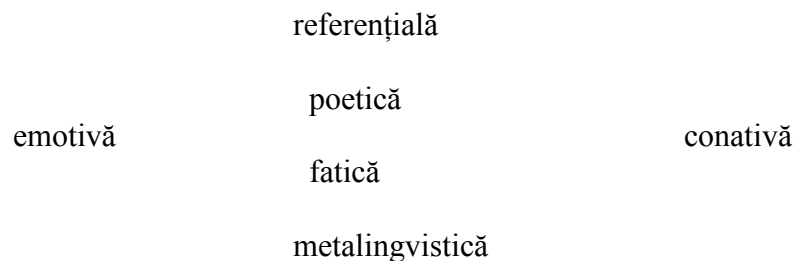 referențială
poetică
emotivă conativă
fatică
metalingvistică